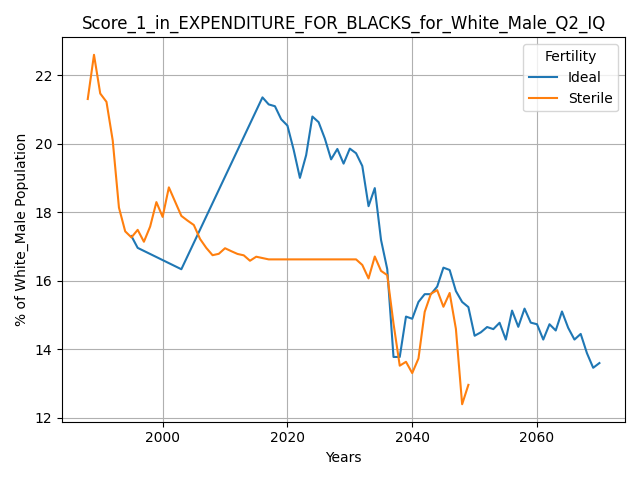 Score_1_in_EXPENDITURE_FOR_BLACKS_for_White_Male_Q2_IQ
Fertility
Ideal
Sterile
% of White_Male Population
22
20
18
16
14
12
2000 2020 2040 2060
Years